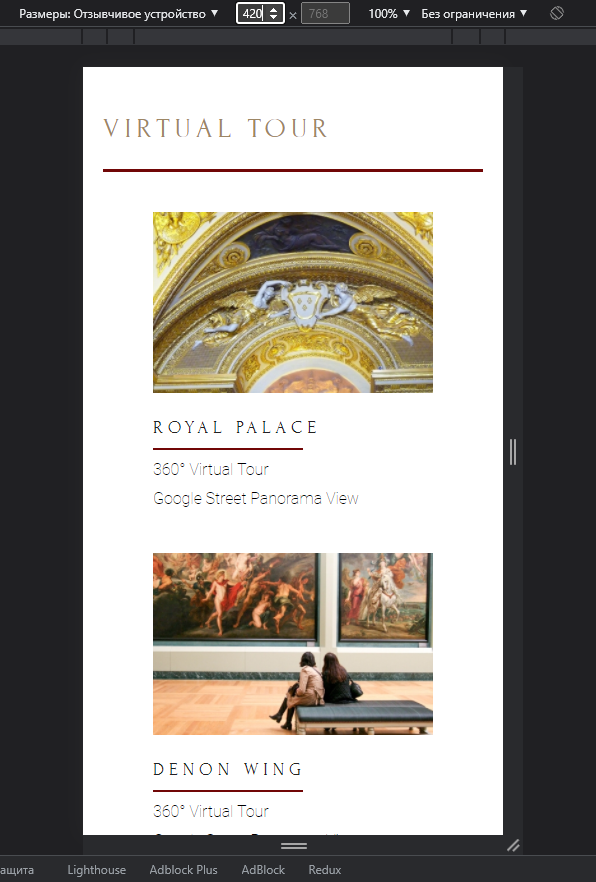 Размеры: Отзывчивое устройство ▼ 420 × 768 100% ▼ Без ограничения ▼
VIRTUAL TOUR
ROYAL PALACE
360° Virtual Tour
Google Street Panorama View
DENON WING
360° Virtual Tour
ащита Lighthouse Adblock Plus AdBlock Redux